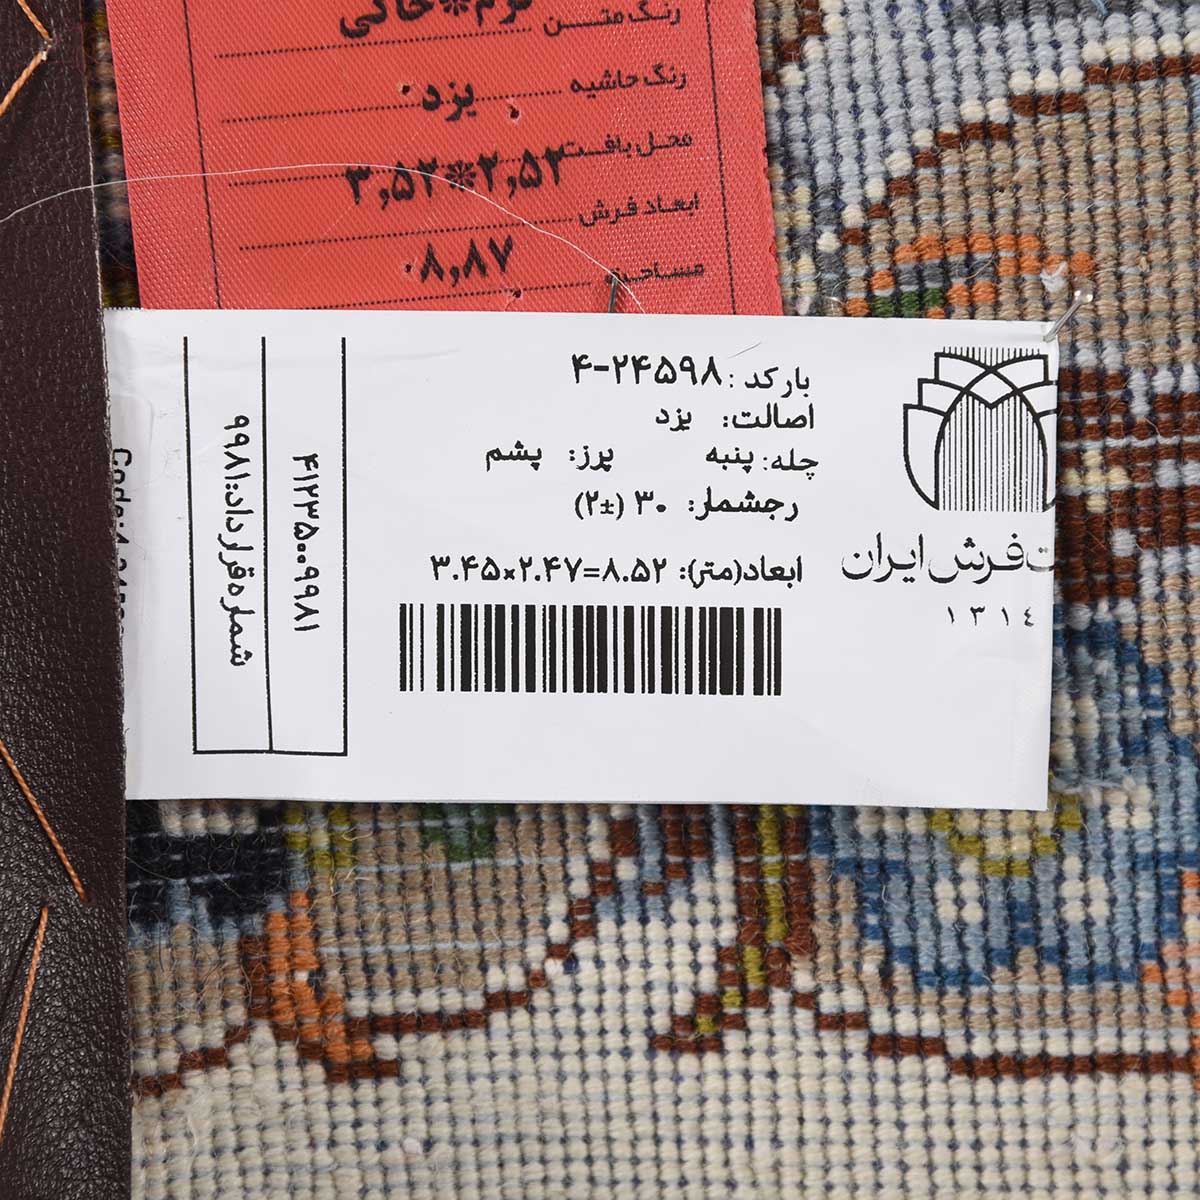 کرم*خاکی
رنگ متن
رنگ حاشیه
یزد
محل بافت
۲٫۵۲*۳٫۵۲
ابعاد فرش
۸٫۸۷
مساحت
بارکد: ۲۴۵۹۸-۴
اصالت: یزد
چله: پنبه پرز: پشم
رجشمار: ۳۰ (±۲)
ابعاد(متر): ۸.۵۲=۲.۴۷×۳.۴۵
ت فرش ایران
۱۳۱٤
۴۱۲۳۵۰۰۹۹۸۱
شماره قرارداد:۹۹۸۱